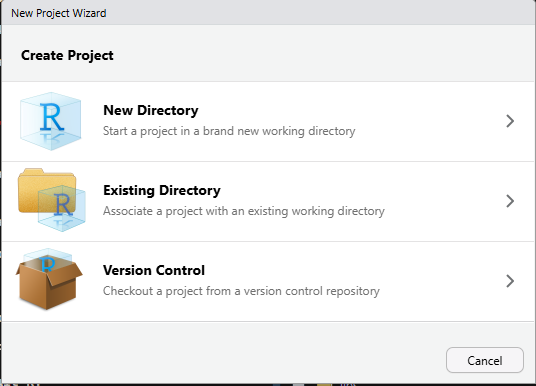 New Project Wizard
Create Project
R
New Directory
Start a project in a brand new working directory
R
Existing Directory
Associate a project with an existing working directory
R
Version Control
Checkout a project from a version control repository
Cancel